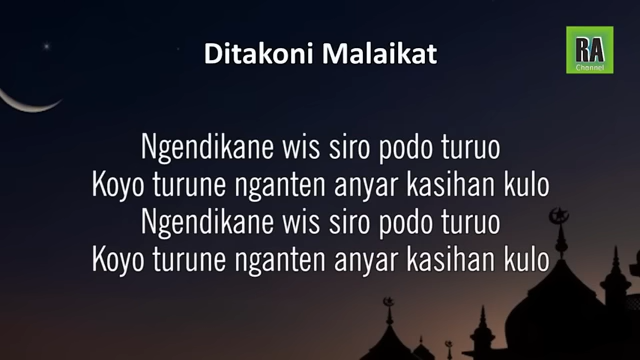 Ditakoni Malaikat
RA
Channel
Ngendikane wis siro podo turuo
Koyo turune nganten anyar kasihan kulo
Ngendikane wis siro podo turuo
Koyo turune nganten anyar kasihan kulo